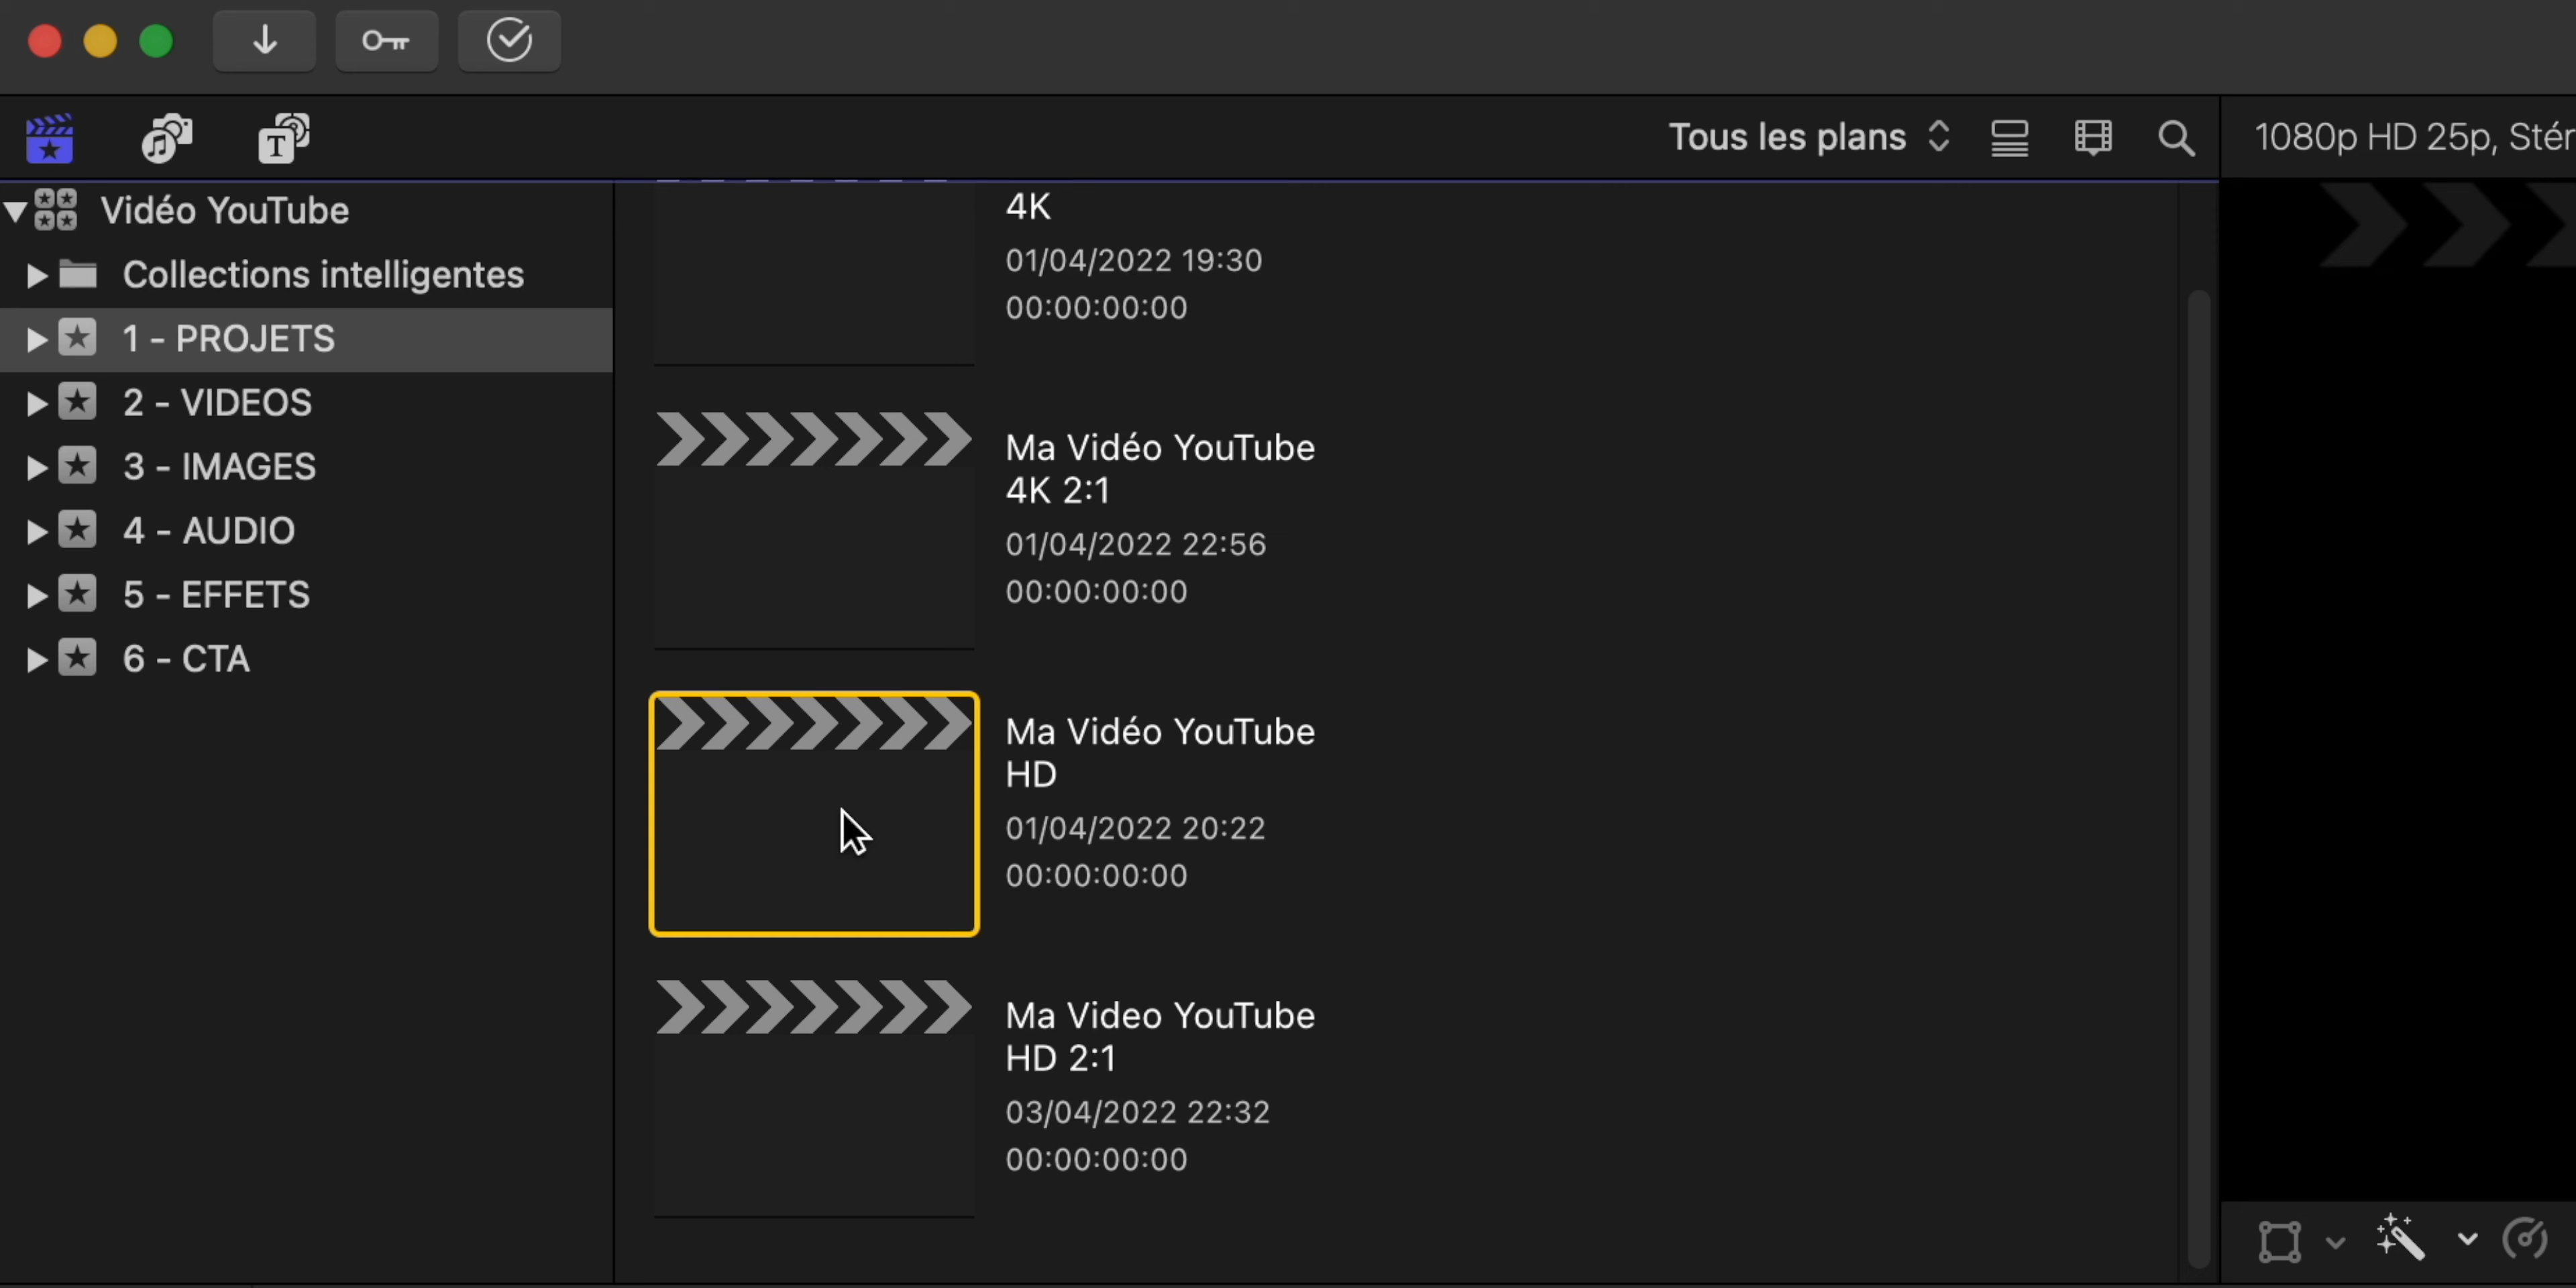 Tous les plans
1080p HD 25p, Stér
Vidéo YouTube
Collections intelligentes
1 - PROJETS
2 - VIDEOS
3 - IMAGES
4 - AUDIO
5 - EFFETS
6 - CTA
4K
01/04/2022 19:30
00:00:00:00
Ma Vidéo YouTube
4K 2:1
01/04/2022 22:56
00:00:00:00
Ma Vidéo YouTube
HD
01/04/2022 20:22
00:00:00:00
Ma Video YouTube
HD 2:1
03/04/2022 22:32
00:00:00:00